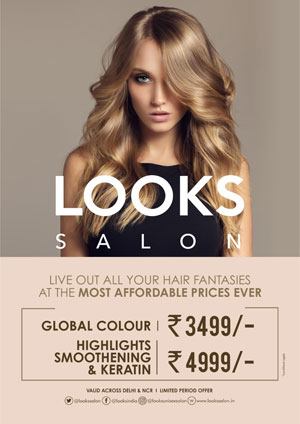 LOOKS
SALON
LIVE OUT ALL YOUR HAIR FANTASIES
AT THE MOST AFFORDABLE PRICES EVER
GLOBAL COLOUR | ₹3499/-
HIGHLIGHTS
SMOOTHENING
& KERATIN | ₹4999/-
VALID ACROSS DELHI & NCR | LIMITED PERIOD OFFER
@lookssalon @looksindia @looksunisexsalon www.lookssalon.in